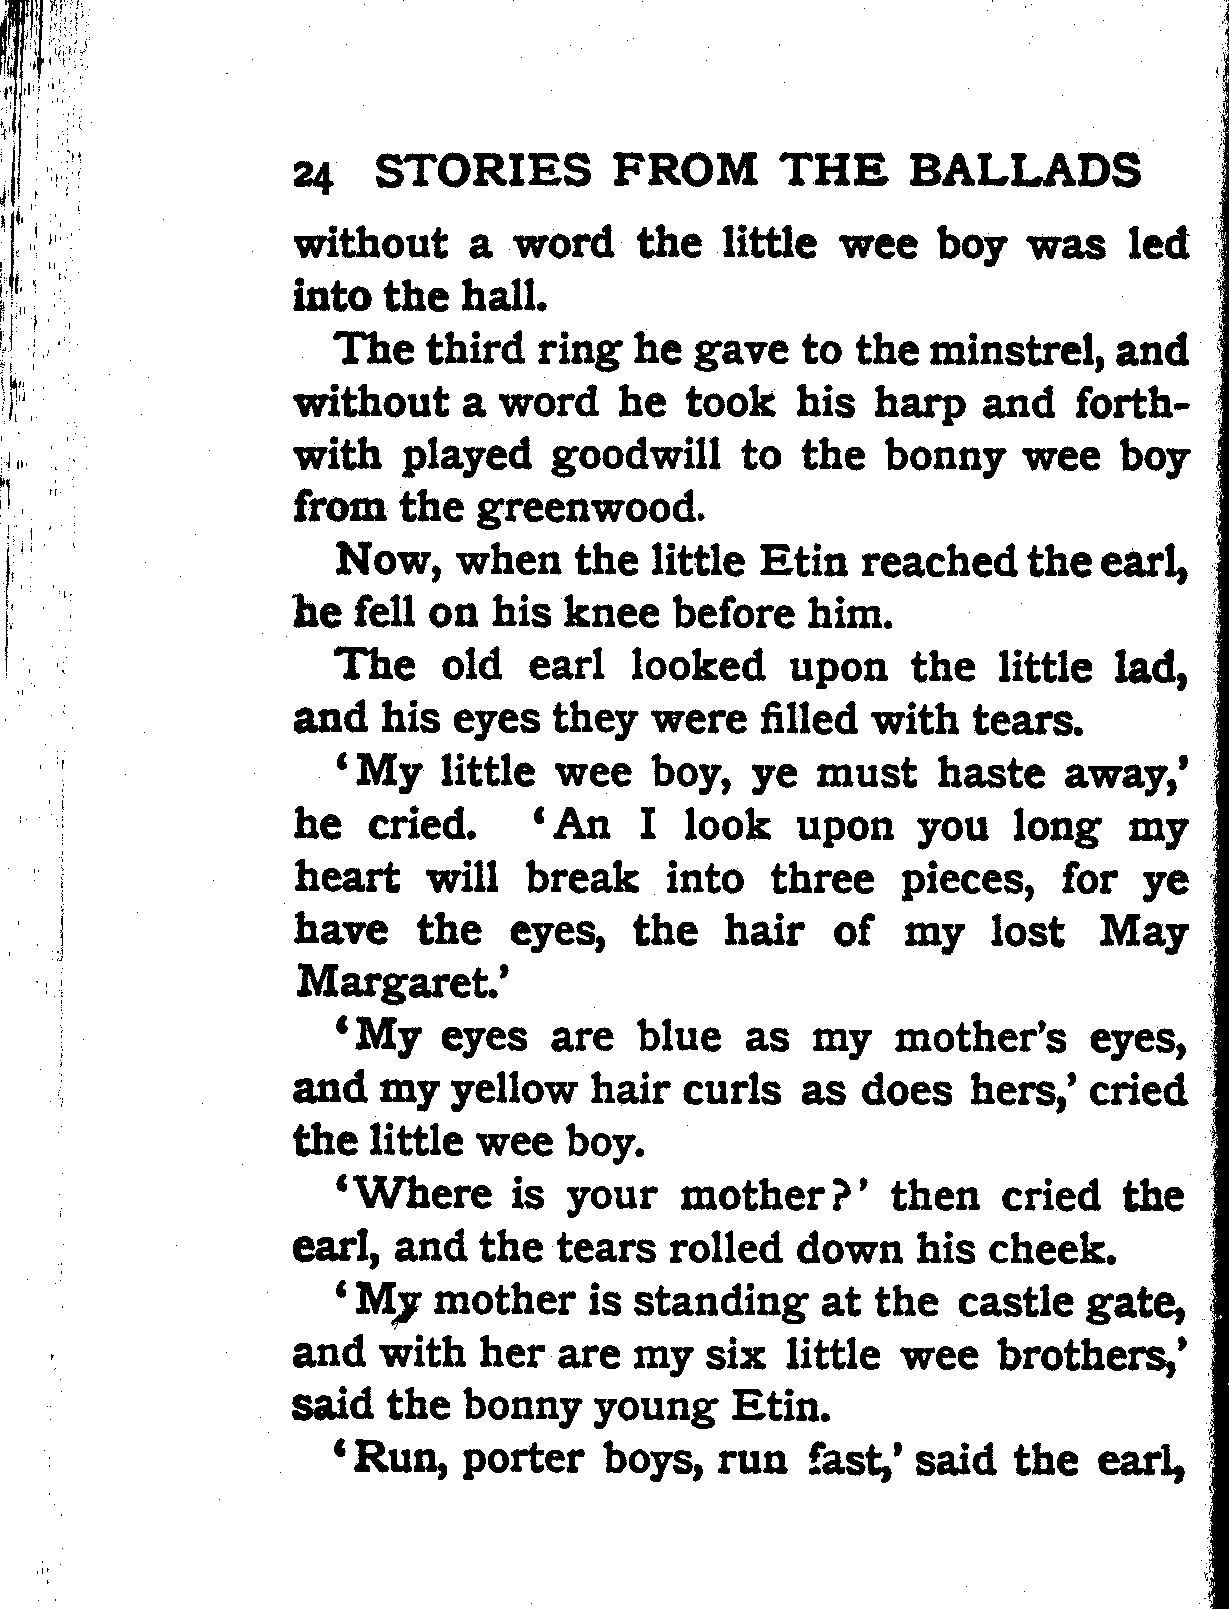 24 STORIES FROM THE BALLADS
without a word the little wee boy was led
into the hall.
The third ring he gave to the minstrel, and
without a word he took his harp and forth-
with played goodwill to the bonny wee boy
from the greenwood.
Now, when the little Etin reached the earl,
he fell on his knee before him.
The old earl looked upon the little lad,
and his eyes they were filled with tears.
‘My little wee boy, ye must haste away,’
he cried. ‘An I look upon you long my
heart will break into three pieces, for ye
have the eyes, the hair of my lost May
Margaret.’
‘My eyes are blue as my mother’s eyes,
and my yellow hair curls as does hers,’ cried
the little wee boy.
‘Where is your mother?’ then cried the
earl, and the tears rolled down his cheek.
‘My mother is standing at the castle gate,
and with her are my six little wee brothers,’
said the bonny young Etin.
‘Run, porter boys, run fast,’ said the earl,